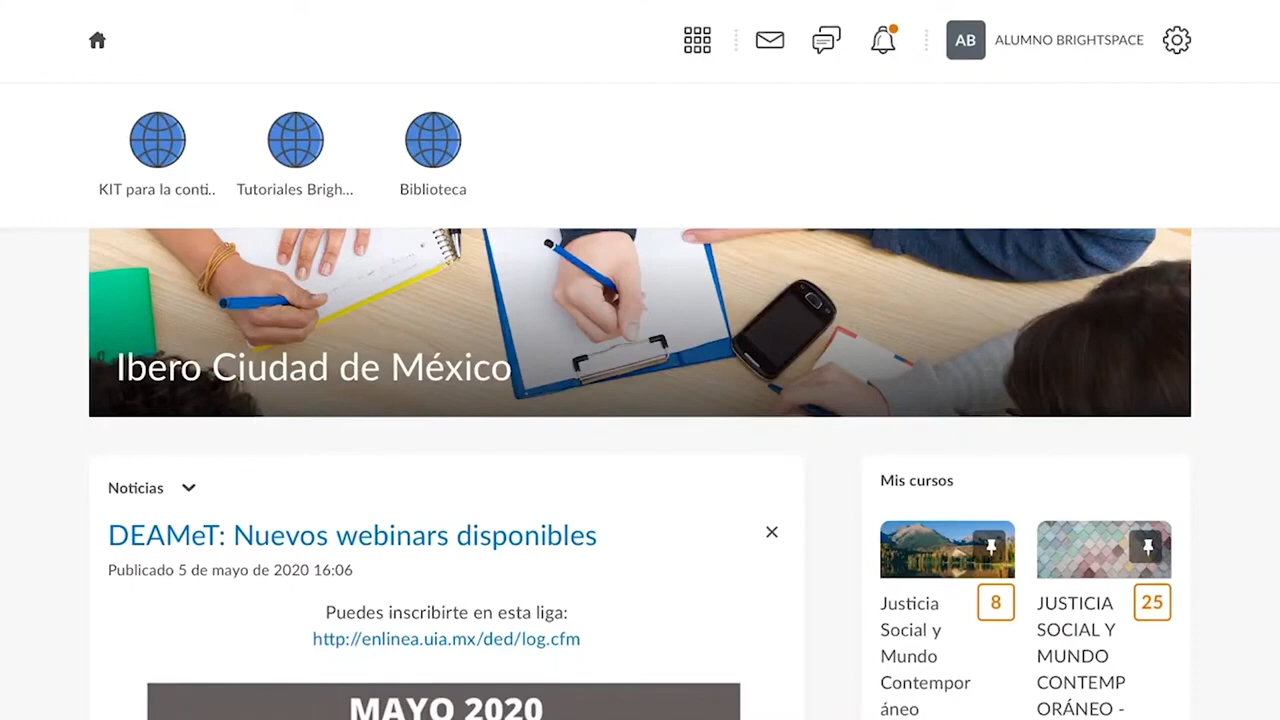 AB ALUMNO BRIGHTSPACE
KIT para la conti.. Tutoriales Brigh... Biblioteca
Ibero Ciudad de México
Noticias
DEAMeT: Nuevos webinars disponibles
Publicado 5 de mayo de 2020 16:06
Puedes inscribirte en esta liga:
http://enlinea.uia.mx/ded/log.cfm
MAYO 2020
Mis cursos
Justicia 8
Social y
Mundo
Contempor
áneo
JUSTICIA 25
SOCIAL Y
MUNDO
CONTEMP
ORÁNEO -